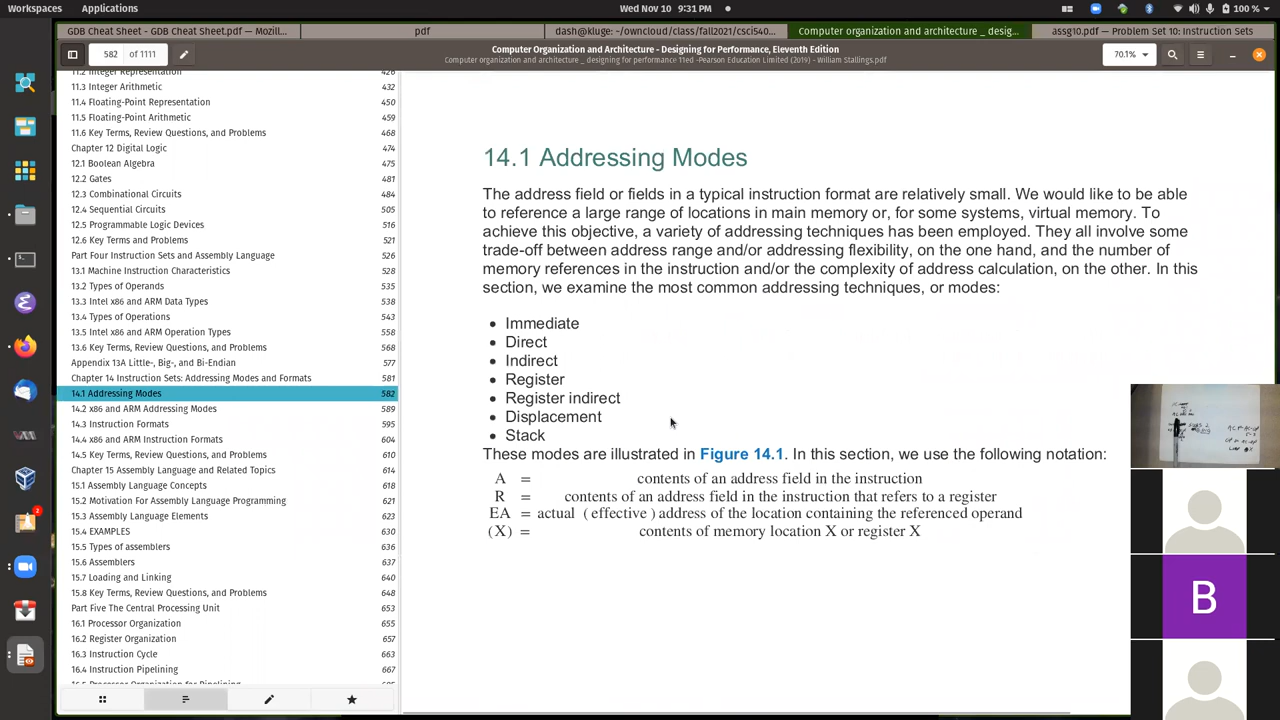 Workspaces Applications Wed Nov 10 9:31 PM 100 %
GDB Cheat Sheet - GDB Cheat Sheet.pdf — Mozill... pdf dash@kluge: ~/owncloud/class/fall2021/csci540... Computer organization and architecture _ desig... assg10.pdf — Problem Set 10: Instruction Sets
582 of 1111 Computer Organization and Architecture - Designing for Performance, Eleventh Edition 70.1%
Computer organization and architecture _ designing for performance 11ed -Pearson Education Limited (2019) - William Stallings.pdf
11.2 Integer Representation 426
11.3 Integer Arithmetic 432
11.4 Floating-Point Representation 450
11.5 Floating-Point Arithmetic 459
11.6 Key Terms, Review Questions, and Problems 468
Chapter 12 Digital Logic 474
12.1 Boolean Algebra 475
12.2 Gates 481
12.3 Combinational Circuits 484
12.4 Sequential Circuits 505
12.5 Programmable Logic Devices 516
12.6 Key Terms and Problems 521
Part Four Instruction Sets and Assembly Language 526
13.1 Machine Instruction Characteristics 528
13.2 Types of Operands 535
13.3 Intel x86 and ARM Data Types 538
13.4 Types of Operations 543
13.5 Intel x86 and ARM Operation Types 558
13.6 Key Terms, Review Questions, and Problems 568
Appendix 13A Little-, Big-, and Bi-Endian 577
Chapter 14 Instruction Sets: Addressing Modes and Formats 581
14.1 Addressing Modes 582
14.2 x86 and ARM Addressing Modes 589
14.3 Instruction Formats 595
14.4 x86 and ARM Instruction Formats 604
14.5 Key Terms, Review Questions, and Problems 610
Chapter 15 Assembly Language and Related Topics 614
15.1 Assembly Language Concepts 618
15.2 Motivation For Assembly Language Programming 621
15.3 Assembly Language Elements 623
15.4 EXAMPLES 630
15.5 Types of assemblers 636
15.6 Assemblers 637
15.7 Loading and Linking 640
15.8 Key Terms, Review Questions, and Problems 648
Part Five The Central Processing Unit 653
16.1 Processor Organization 655
16.2 Register Organization 657
16.3 Instruction Cycle 663
16.4 Instruction Pipelining 667
14.1 Addressing Modes
The address field or fields in a typical instruction format are relatively small. We would like to be able
to reference a large range of locations in main memory or, for some systems, virtual memory. To
achieve this objective, a variety of addressing techniques has been employed. They all involve some
trade-off between address range and/or addressing flexibility, on the one hand, and the number of
memory references in the instruction and/or the complexity of address calculation, on the other. In this
section, we examine the most common addressing techniques, or modes:
• Immediate
• Direct
• Indirect
• Register
• Register indirect
• Displacement
• Stack
These modes are illustrated in Figure 14.1. In this section, we use the following notation:
A = contents of an address field in the instruction
R = contents of an address field in the instruction that refers to a register
EA = actual (effective) address of the location containing the referenced operand
(X) = contents of memory location X or register X
B
2